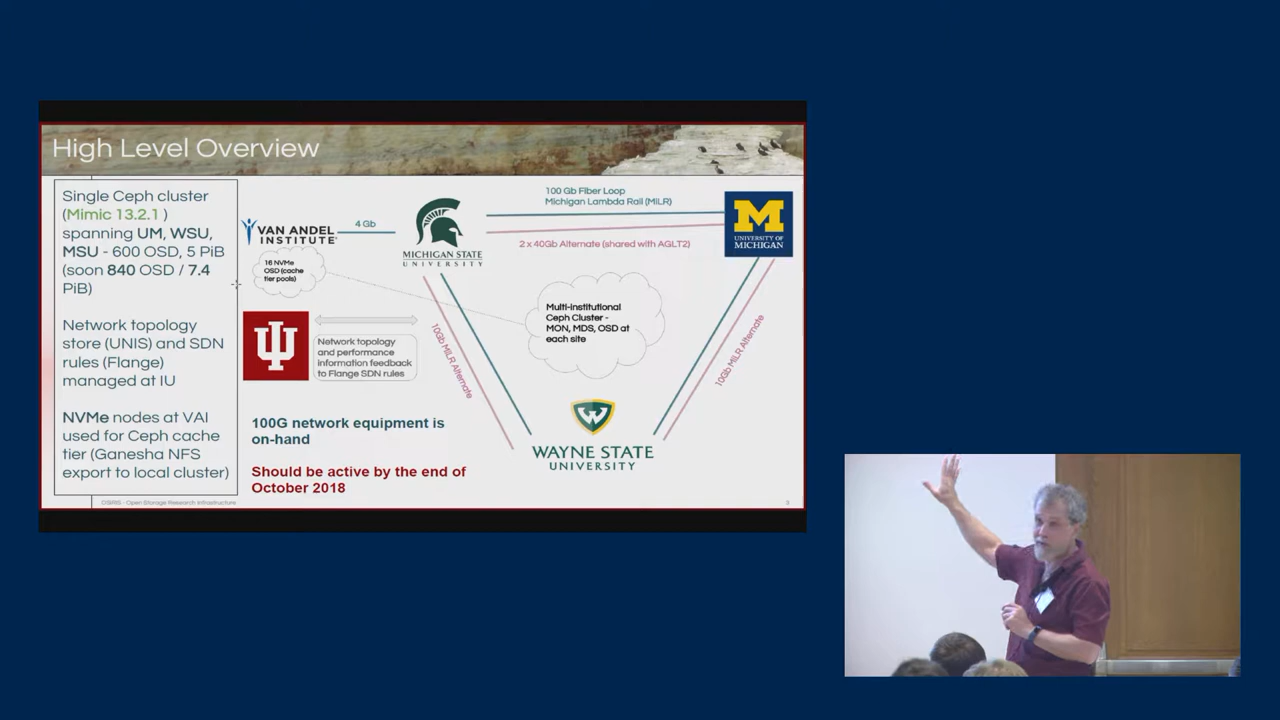 High Level Overview
Single Ceph cluster
(Mimic 13.2.1 )
spanning UM, WSU,
MSU - 600 OSD, 5 PiB
(soon 840 OSD / 7.4
PiB)
Network topology
store (UNIS) and SDN
rules (Flange)
managed at IU
NVMe nodes at VAI
used for Ceph cache
tier (Ganesha NFS
export to local cluster)
VAN ANDEL
INSTITUTE
4 Gb
MICHIGAN STATE
UNIVERSITY
100 Gb Fiber Loop
Michigan Lambda Rail (MiLR)
2 x 40Gb Alternate (shared with AGLT2)
M
UNIVERSITY OF
MICHIGAN
16 NVMe
OSD (cache
tier pools)
Multi-institutional
Ceph Cluster -
MON, MDS, OSD at
each site
Network topology
and performance
information feedback
to Flange SDN rules
10Gb MiLR Alternate
10Gb MiLR Alternate
100G network equipment is
on-hand
Should be active by the end of
October 2018
W
WAYNE STATE
UNIVERSITY
OSiRIS - Open Storage Research Infrastructure
3